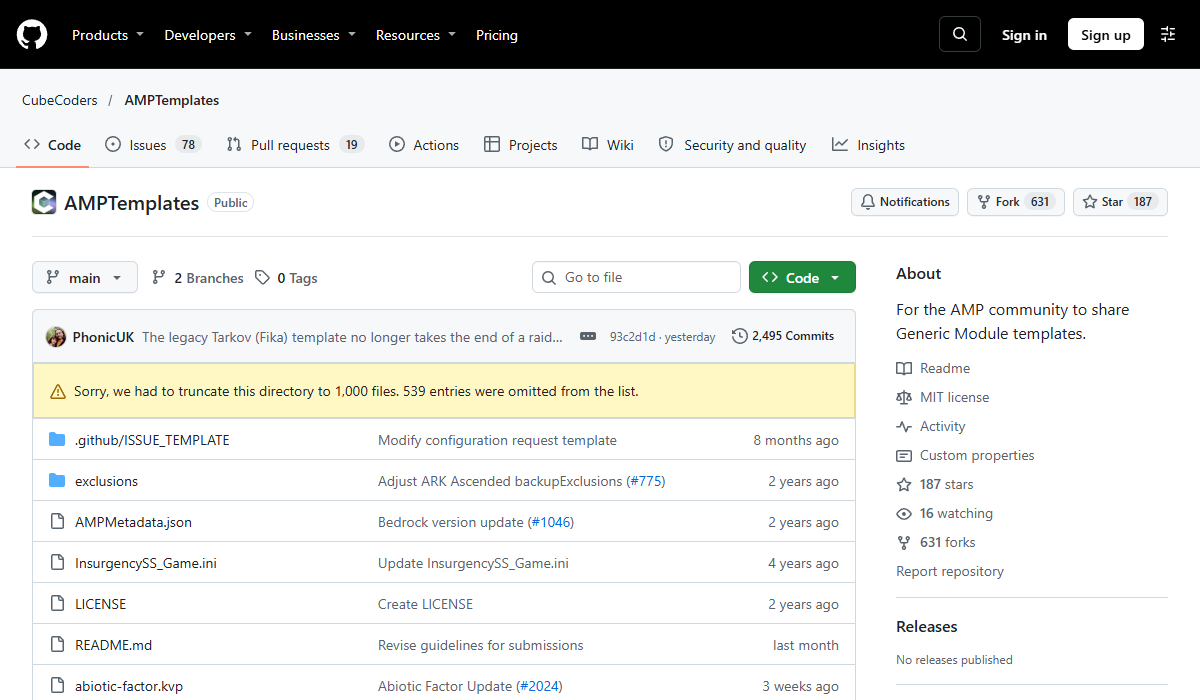 Products Developers Businesses Resources Pricing Sign in Sign up
CubeCoders / AMPTemplates
Code Issues 78 Pull requests 19 Actions Projects Wiki Security and quality Insights
AMPTemplates Public Notifications Fork 631 Star 187
main 2 Branches 0 Tags Go to file Code
PhonicUK The legacy Tarkov (Fika) template no longer takes the end of a raid... 93c2d1d · yesterday 2,495 Commits
Sorry, we had to truncate this directory to 1,000 files. 539 entries were omitted from the list.
.github/ISSUE_TEMPLATE Modify configuration request template 8 months ago
exclusions Adjust ARK Ascended backupExclusions (#775) 2 years ago
AMPMetadata.json Bedrock version update (#1046) 2 years ago
InsurgencySS_Game.ini Update InsurgencySS_Game.ini 4 years ago
LICENSE Create LICENSE 2 years ago
README.md Revise guidelines for submissions last month
abiotic-factor.kvp Abiotic Factor Update (#2024) 3 weeks ago
About
For the AMP community to share
Generic Module templates.
Readme
MIT license
Activity
Custom properties
187 stars
16 watching
631 forks
Report repository
Releases
No releases published